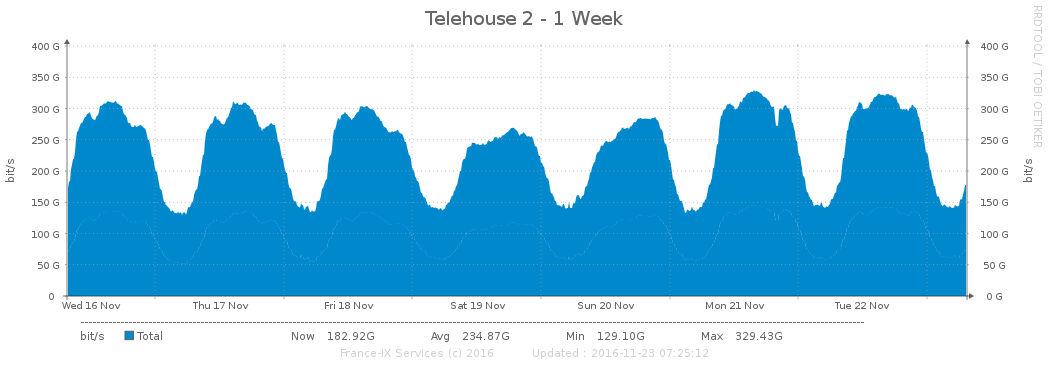 Telehouse 2 - 1 Week
RRDTOOL / TOBI OETIKER
400 G 400 G
350 G 350 G
300 G 300 G
250 G 250 G
200 G 200 G
150 G 150 G
100 G 100 G
50 G 50 G
0 0 G
bit/s bit/s
Wed 16 Nov Thu 17 Nov Fri 18 Nov Sat 19 Nov Sun 20 Nov Mon 21 Nov Tue 22 Nov
bit/s Total Now 182.92G Avg 234.87G Min 129.10G Max 329.43G
France-IX Services (c) 2016 Updated : 2016-11-23 07:25:12